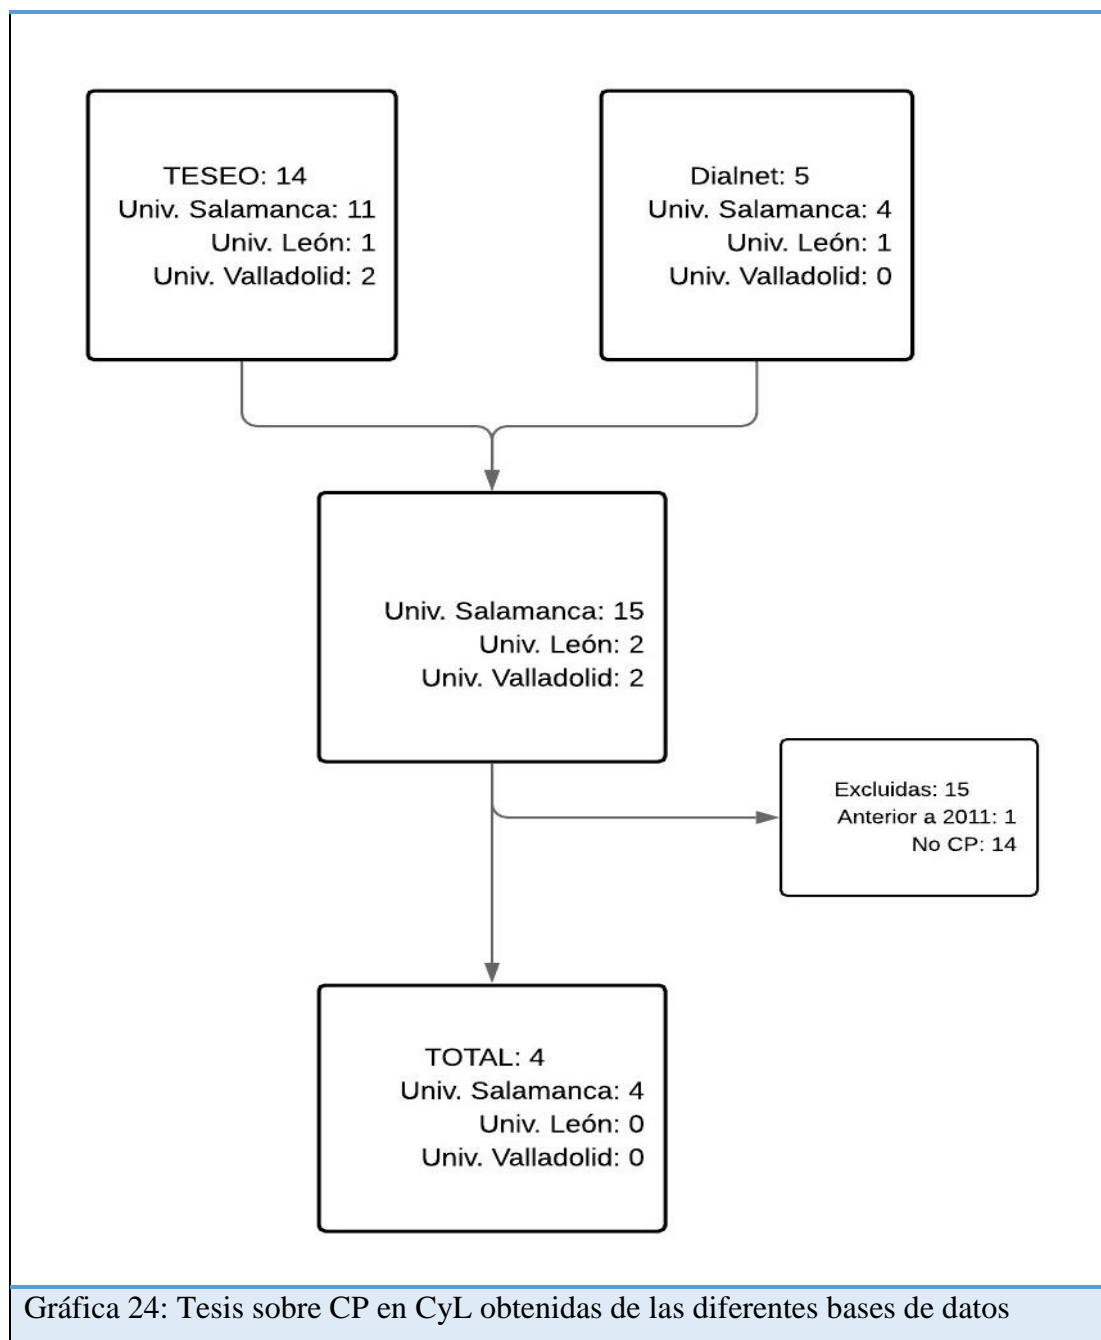 TESEO: 14
Univ. Salamanca: 11
Univ. León: 1
Univ. Valladolid: 2
Dialnet: 5
Univ. Salamanca: 4
Univ. León: 1
Univ. Valladolid: 0
Univ. Salamanca: 15
Univ. León: 2
Univ. Valladolid: 2
Excluidas: 15
Anterior a 2011: 1
No CP: 14
TOTAL: 4
Univ. Salamanca: 4
Univ. León: 0
Univ. Valladolid: 0
Gráfica 24: Tesis sobre CP en CyL obtenidas de las diferentes bases de datos